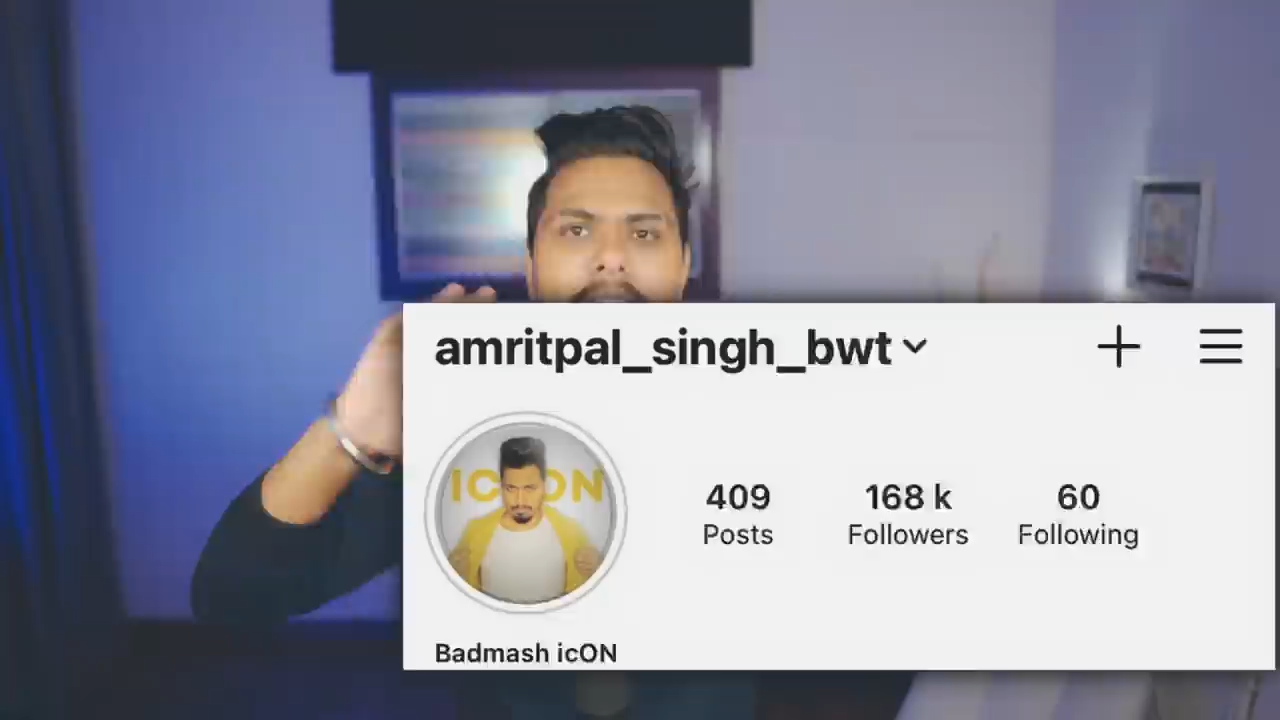 amritpal_singh_bwt
ICON
409
Posts
168 k
Followers
60
Following
Badmash icON